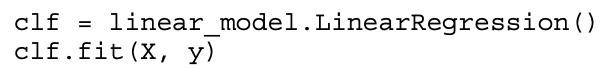 clf = linear_model.LinearRegression()
clf.fit(X, y)